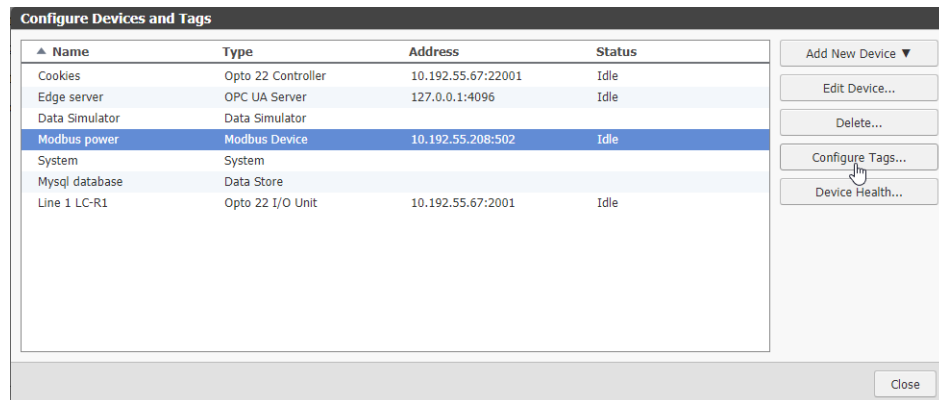 Configure Devices and Tags
▲ Name Type Address Status
Cookies Opto 22 Controller 10.192.55.67:22001 Idle
Edge server OPC UA Server 127.0.0.1:4096 Idle
Data Simulator Data Simulator
Modbus power Modbus Device 10.192.55.208:502 Idle
System System
Mysql database Data Store
Line 1 LC-R1 Opto 22 I/O Unit 10.192.55.67:2001 Idle
Add New Device ▼
Edit Device...
Delete...
Configure Tags...
Device Health...
Close